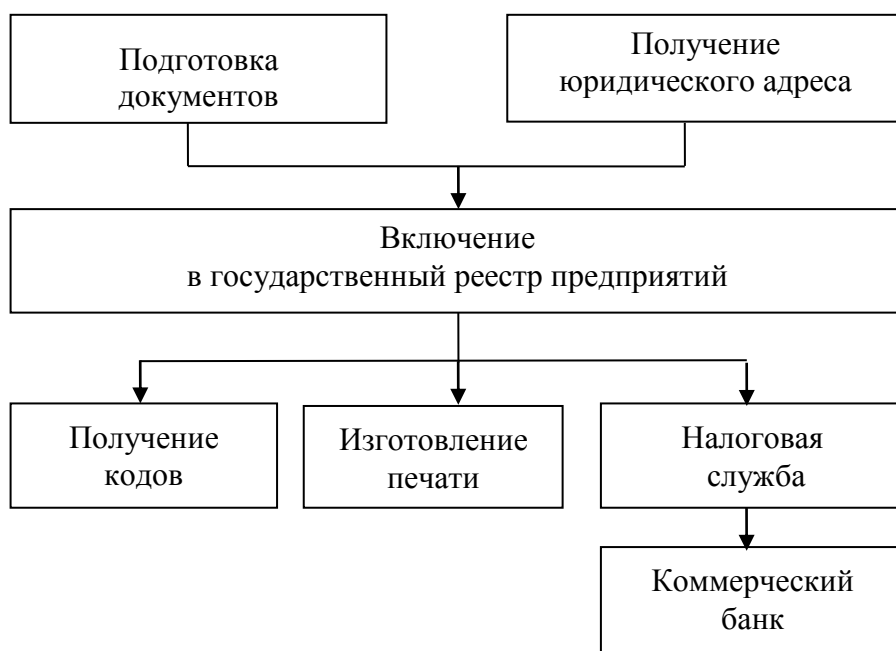 Подготовка
документов
Получение
юридического адреса
Включение
в государственный реестр предприятий
Получение
кодов
Изготовление
печати
Налоговая
служба
Коммерческий
банк